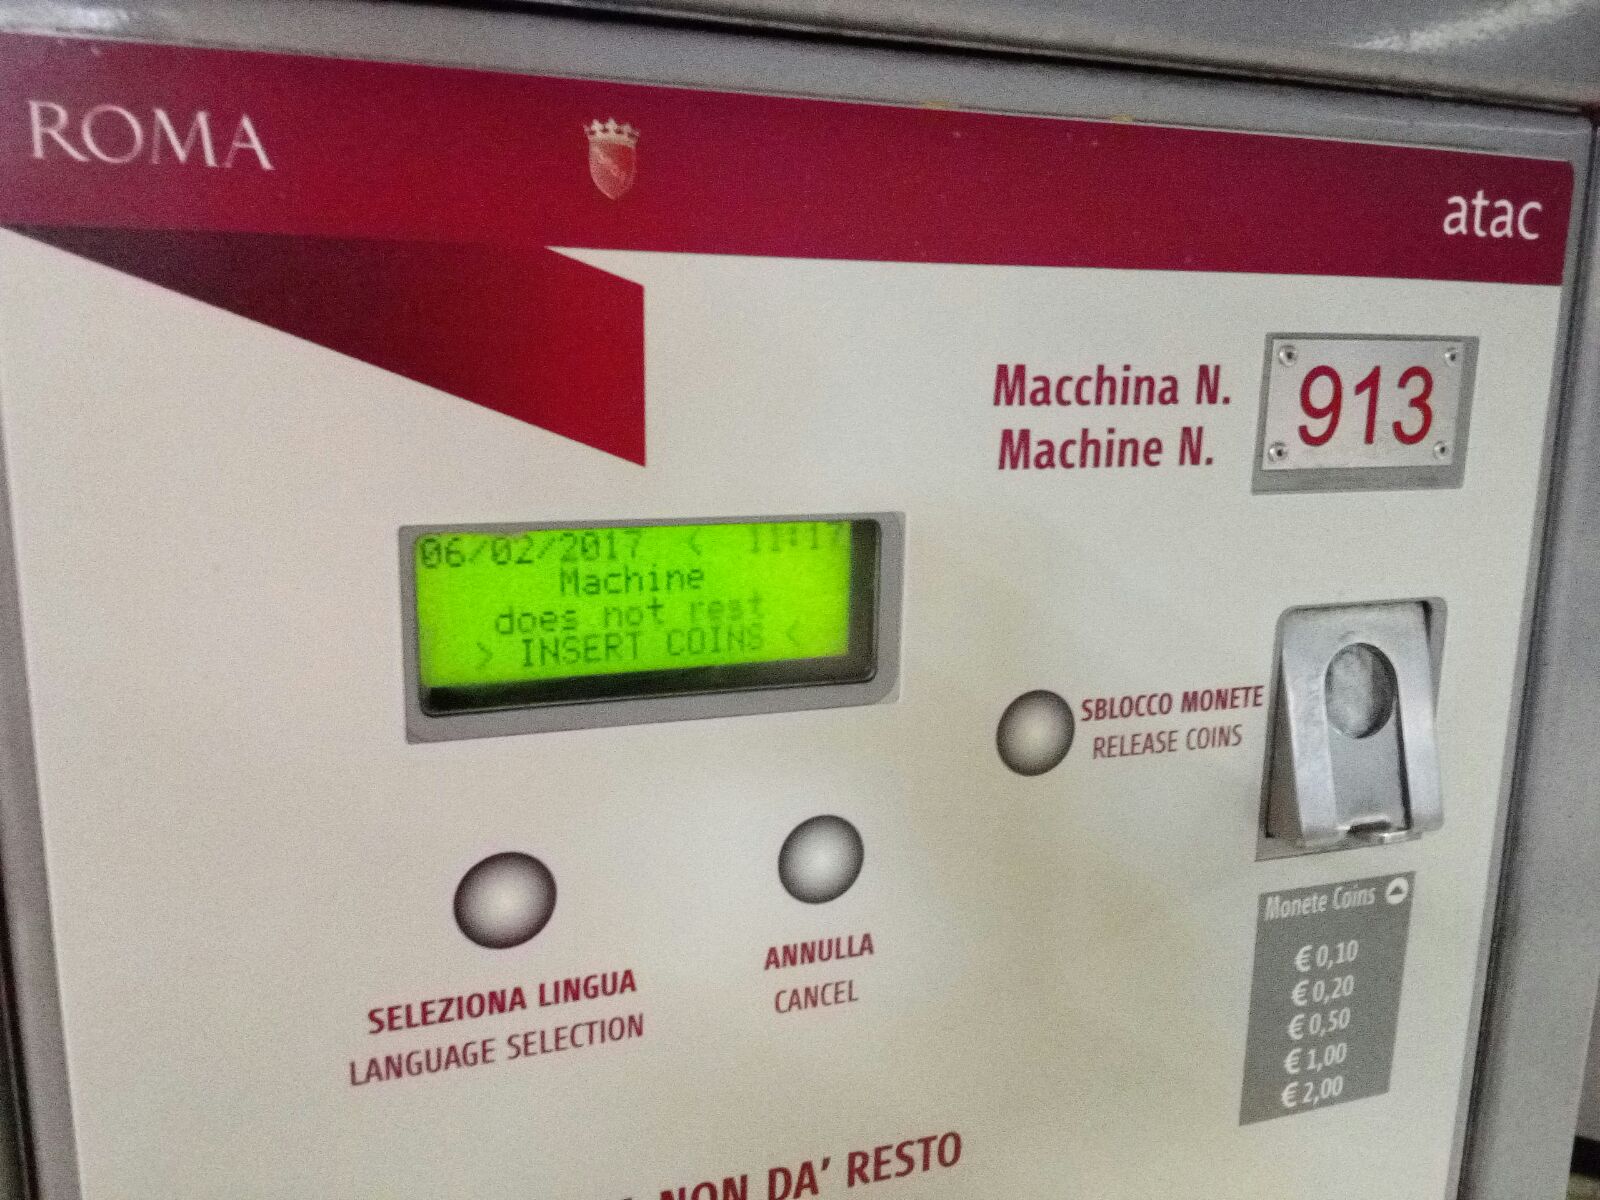 ROMA
atac
Macchina N.
Machine N.
913
06/02/2017 < 11:17
Machine
does not rest
> INSERT COINS <
SBLOCCO MONETE
RELEASE COINS
SELEZIONA LINGUA
LANGUAGE SELECTION
ANNULLA
CANCEL
Monete Coins
€ 0,10
€ 0,20
€ 0,50
€ 1,00
€ 2,00
NON DA' RESTO